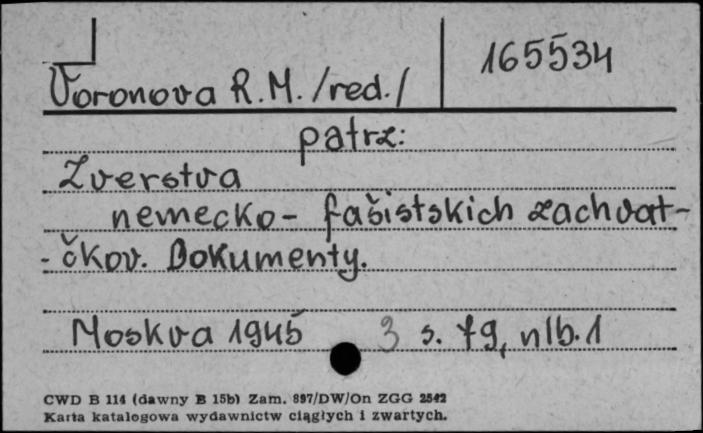 Voronova R.M. /red./ 165534
patrz:
Zverstva
nemecko- fašistskich zachvat-
-čkov. Dokumenty.
Moskva 1945 3 s. 79, nlb. 1
CWD B 114 (dawny B 15b) Zam. 897/DW/On ZGG 2542
Karta katalogowa wydawnictw ciągłych i zwartych.